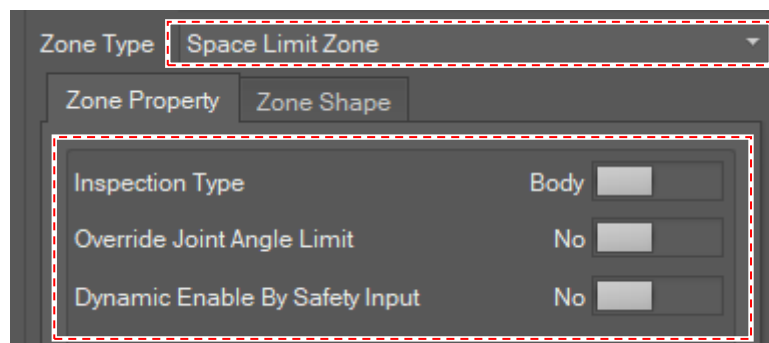 Zone Type Space Limit Zone
Zone Property Zone Shape
Inspection Type Body
Override Joint Angle Limit No
Dynamic Enable By Safety Input No